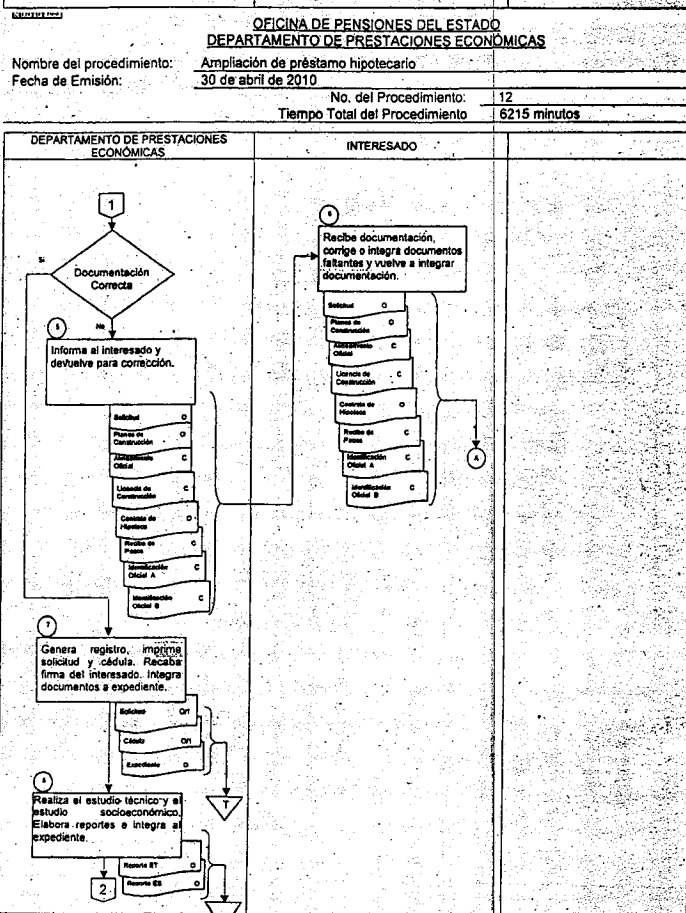 OFICINA DE PENSIONES DEL ESTADO
DEPARTAMENTO DE PRESTACIONES ECONÓMICAS
Nombre del procedimiento: Ampliación de préstamo hipotecario
Fecha de Emisión: 30 de abril de 2010
No. del Procedimiento: 12
Tiempo Total del Procedimiento 6215 minutos
DEPARTAMENTO DE PRESTACIONES
ECONÓMICAS
INTERESADO
1
Documentación
Correcta
Si
No
5
Informa al interesado y
devuelve para corrección.
Solicitud O
Planos de
Construcción O
Oficial C
Licencia de
Construcción C
Contrato de
Hipoteca O
Recibo de
Pagos C
Identificación
Oficial A C
Identificación
Oficial B C
6
Recibe documentación,
corrige o integra documentos
faltantes y vuelve a integrar
documentación.
Solicitud O
Planos de
Construcción O
Oficial C
Licencia de
Construcción C
Contrato de
Hipoteca O
Recibo de
Pagos C
Identificación
Oficial A C
Identificación
Oficial B C
A
7
Genera registro, imprime
solicitud y cédula. Recaba
firma del interesado. Integra
documentos a expediente.
Solicitud O/1
Cédula O/1
Expediente O
T
Realiza el estudio técnico y el
estudio socioeconómico.
Elabora reportes e integra al
expediente.
Reporte ET O
Reporte ES O
2